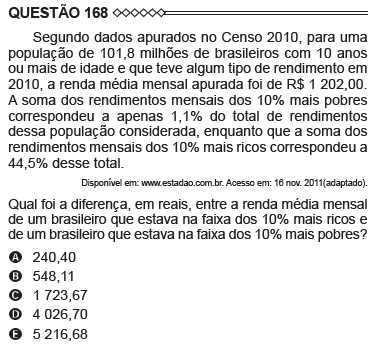 QUESTÃO 168
Segundo dados apurados no Censo 2010, para uma
população de 101,8 milhões de brasileiros com 10 anos
ou mais de idade e que teve algum tipo de rendimento em
2010, a renda média mensal apurada foi de R$ 1 202,00.
A soma dos rendimentos mensais dos 10% mais pobres
correspondeu a apenas 1,1% do total de rendimentos
dessa população considerada, enquanto que a soma dos
rendimentos mensais dos 10% mais ricos correspondeu a
44,5% desse total.
Disponível em: www.estadao.com.br. Acesso em: 16 nov. 2011(adaptado).
Qual foi a diferença, em reais, entre a renda média mensal
de um brasileiro que estava na faixa dos 10% mais ricos e
de um brasileiro que estava na faixa dos 10% mais pobres?
A 240,40
B 548,11
C 1 723,67
D 4 026,70
E 5 216,68